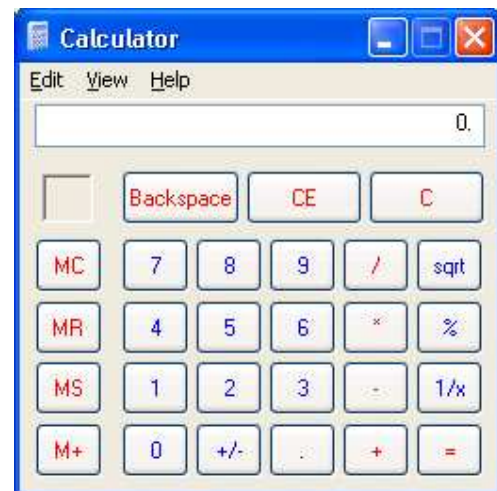 Calculator
Edit View Help
0.
Backspace CE C
MC 7 8 9 / sqrt
MR 4 5 6 * %
MS 1 2 3 - 1/x
M+ 0 +/- . + =